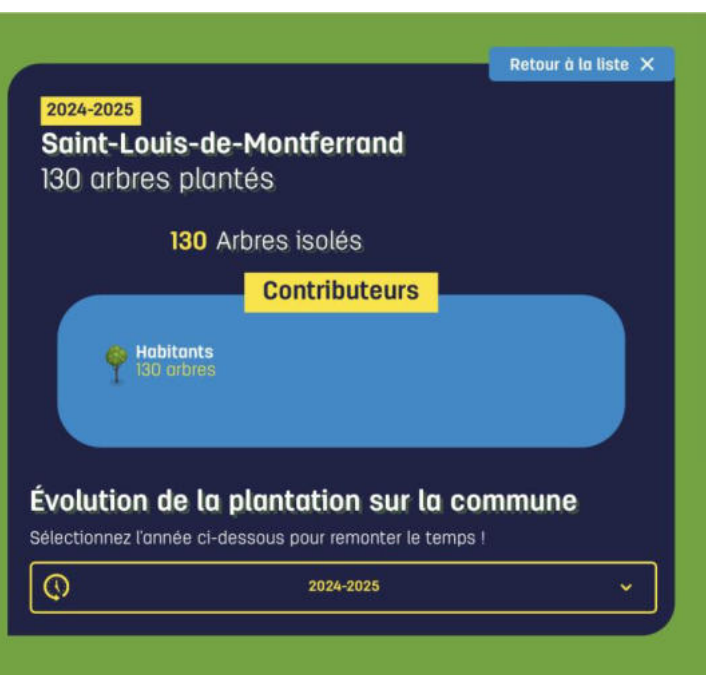 Retour à la liste ✕
2024-2025
Saint-Louis-de-Montferrand
130 arbres plantés
130 Arbres isolés
Contributeurs
Habitants
130 arbres
Évolution de la plantation sur la commune
Sélectionnez l'année ci-dessous pour remonter le temps !
2024-2025